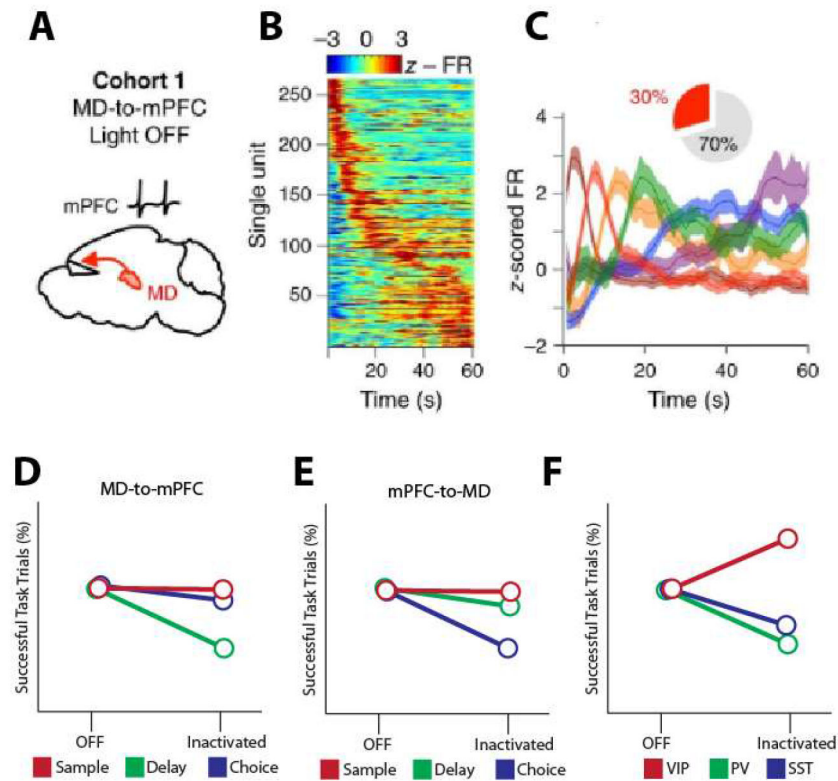 A
Cohort 1
MD-to-mPFC
Light OFF
mPFC
MD
B
−3 0 3
z − FR
Single unit
250
200
150
100
50
20 40 60
Time (s)
C
30%
70%
z-scored FR
4
2
0
−2
0 20 40 60
Time (s)
D
MD-to-mPFC
Successful Task Trials (%)
OFF Inactivated
Sample Delay Choice
E
mPFC-to-MD
Successful Task Trials (%)
OFF Inactivated
Sample Delay Choice
F
Successful Task Trials (%)
OFF Inactivated
VIP PV SST